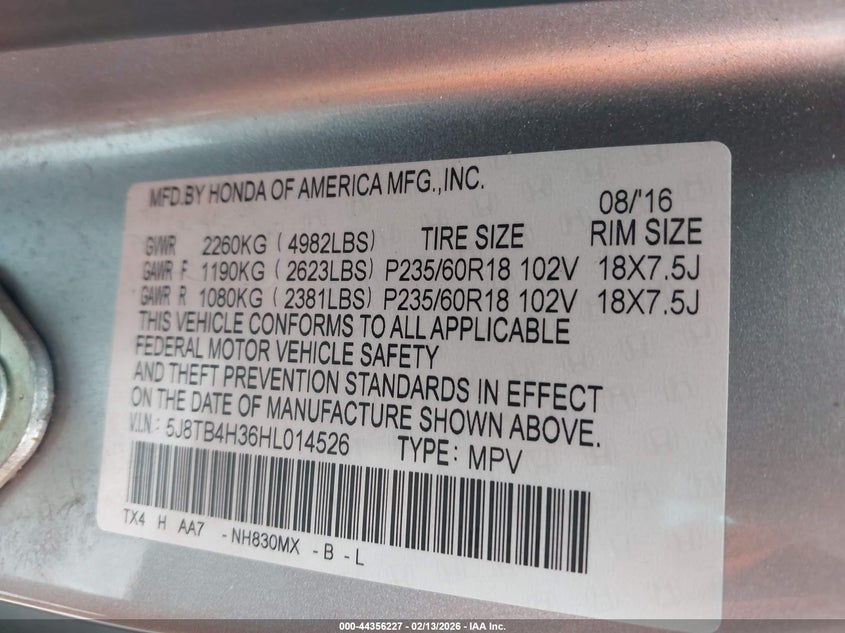 MFD.BY HONDA OF AMERICA MFG.,INC. 08/'16
GVWR 2260KG (4982LBS) TIRE SIZE RIM SIZE
GAWR F 1190KG (2623LBS) P235/60R18 102V 18X7.5J
GAWR R 1080KG (2381LBS) P235/60R18 102V 18X7.5J
THIS VEHICLE CONFORMS TO ALL APPLICABLE
FEDERAL MOTOR VEHICLE SAFETY
AND THEFT PREVENTION STANDARDS IN EFFECT
ON THE DATE OF MANUFACTURE SHOWN ABOVE.
V.I.N.: 5J8TB4H36HL014526 TYPE: MPV
TX4 H AA7 -NH830MX -B -L
000-44356227 - 02/13/2026 - IAA Inc.